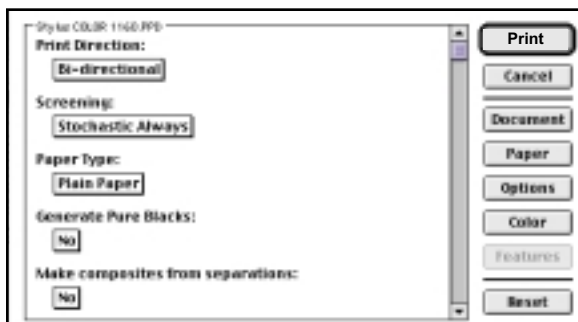 Stylus COLOR 1160.PPD
Print Direction:
Bi-directional
Screening:
Stochastic Always
Paper Type:
Plain Paper
Generate Pure Blacks:
No
Make composites from separations:
No
Print
Cancel
Document
Paper
Options
Color
Features
Reset